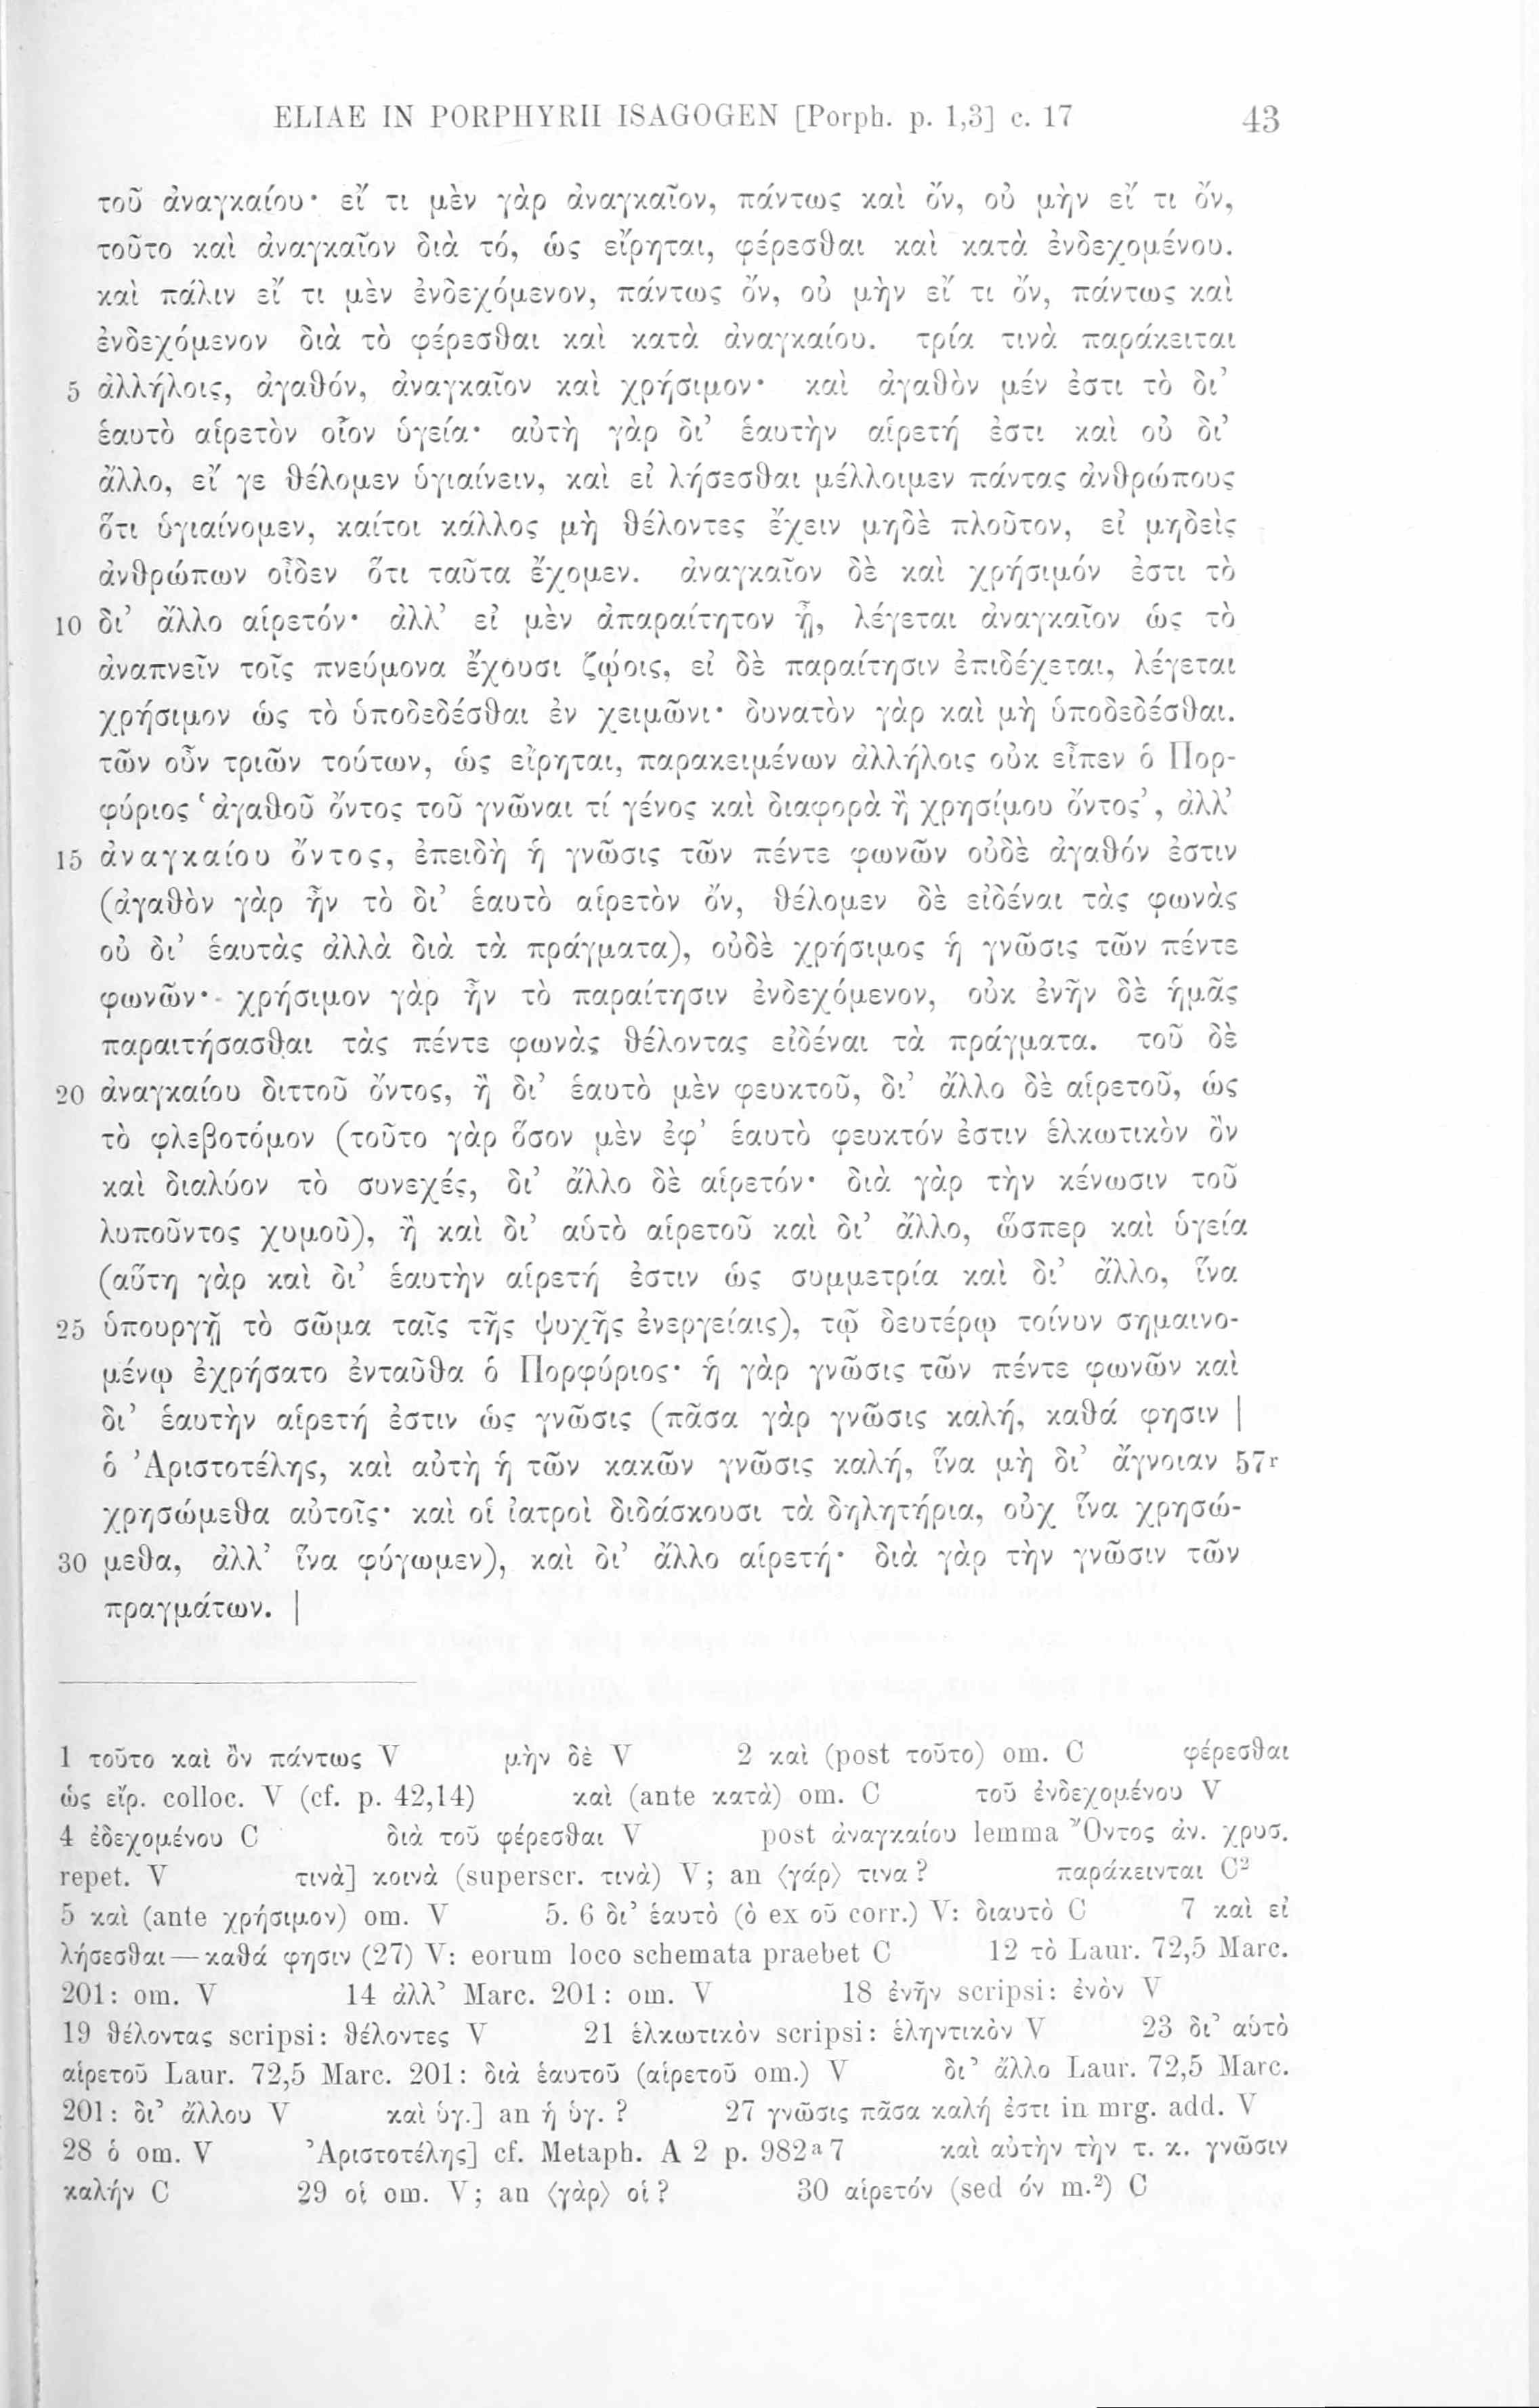 ELIAE IN PORPHYRII ISAGOGEN [Porph. p. 1,3] c. 17 43
τοῦ ἀναγκαίου· εἴ τι μὲν γὰρ ἀναγκαῖον, πάντως καὶ ὄν, οὐ μὴν εἴ τι ὄν,
τοῦτο καὶ ἀναγκαῖον διὰ τό, ὡς εἴρηται, φέρεσθαι καὶ κατὰ ἐνδεχομένου.
καὶ πάλιν εἴ τι μὲν ἐνδεχόμενον, πάντως ὄν, οὐ μὴν εἴ τι ὄν, πάντως καὶ
ἐνδεχόμενον διὰ τὸ φέρεσθαι καὶ κατὰ ἀναγκαίου. τρία τινὰ παράκειται
5 ἀλλήλοις, ἀγαθόν, ἀναγκαῖον καὶ χρήσιμον· καὶ ἀγαθὸν μέν ἐστι τὸ δι’
ἑαυτὸ αἱρετὸν οἷον ὑγεία· αὐτὴ γὰρ δι’ ἑαυτὴν αἱρετή ἐστι καὶ οὐ δι’
ἄλλο, εἴ γε θέλομεν ὑγιαίνειν, καὶ εἰ λήσεσθαι μέλλοιμεν πάντας ἀνθρώπους
ὅτι ὑγιαίνομεν, καίτοι κάλλος μὴ θέλοντες ἔχειν μηδὲ πλοῦτον, εἰ μηδεὶς
ἀνθρώπων οἶδεν ὅτι ταῦτα ἔχομεν. ἀναγκαῖον δὲ καὶ χρήσιμόν ἐστι τὸ
10 δι’ ἄλλο αἱρετόν· ἀλλ’ εἰ μὲν ἀπαραίτητον ᾖ, λέγεται ἀναγκαῖον ὡς τὸ
ἀναπνεῖν τοῖς πνεύμονα ἔχουσι ζῴοις, εἰ δὲ παραίτησιν ἐπιδέχεται, λέγεται
χρήσιμον ὡς τὸ ὑποδεδέσθαι ἐν χειμῶνι· δυνατὸν γὰρ καὶ μὴ ὑποδεδέσθαι.
τῶν οὖν τριῶν τούτων, ὡς εἴρηται, παρακειμένων ἀλλήλοις οὐκ εἶπεν ὁ Πορ-
φύριος ‘ἀγαθοῦ ὄντος τοῦ γνῶναι τί γένος καὶ διαφορὰ ἢ χρησίμου ὄντος’, ἀλλ’
15 ἀναγκαίου ὄντος, ἐπειδὴ ἡ γνῶσις τῶν πέντε φωνῶν οὐδὲ ἀγαθόν ἐστιν
(ἀγαθὸν γὰρ ἦν τὸ δι’ ἑαυτὸ αἱρετὸν ὄν, θέλομεν δὲ εἰδέναι τὰς φωνὰς
οὐ δι’ ἑαυτὰς ἀλλὰ διὰ τὰ πράγματα), οὐδὲ χρήσιμος ἡ γνῶσις τῶν πέντε
φωνῶν· χρήσιμον γὰρ ἦν τὸ παραίτησιν ἐνδεχόμενον, οὐκ ἐνῆν δὲ ἡμᾶς
παραιτήσασθαι τὰς πέντε φωνὰς θέλοντας εἰδέναι τὰ πράγματα. τοῦ δὲ
20 ἀναγκαίου διττοῦ ὄντος, ἢ δι’ ἑαυτὸ μὲν φευκτοῦ, δι’ ἄλλο δὲ αἱρετοῦ, ὡς
τὸ φλεβοτόμον (τοῦτο γὰρ ὅσον μὲν ἐφ’ ἑαυτὸ φευκτόν ἐστιν ἑλκωτικὸν ὂν
καὶ διαλύον τὸ συνεχές, δι’ ἄλλο δὲ αἱρετόν· διὰ γὰρ τὴν κένωσιν τοῦ
λυποῦντος χυμοῦ), ἢ καὶ δι’ αὑτὸ αἱρετοῦ καὶ δι’ ἄλλο, ὥσπερ καὶ ὑγεία
(αὕτη γὰρ καὶ δι’ ἑαυτὴν αἱρετή ἐστιν ὡς συμμετρία καὶ δι’ ἄλλο, ἵνα
25 ὑπουργῇ τὸ σῶμα ταῖς τῆς ψυχῆς ἐνεργείαις), τῷ δευτέρῳ τοίνυν σημαινο-
μένῳ ἐχρήσατο ἐνταῦθα ὁ Πορφύριος· ἡ γὰρ γνῶσις τῶν πέντε φωνῶν καὶ
δι’ ἑαυτὴν αἱρετή ἐστιν ὡς γνῶσις (πᾶσα γὰρ γνῶσις καλή, καθά φησιν |
ὁ Ἀριστοτέλης, καὶ αὐτὴ ἡ τῶν κακῶν γνῶσις καλή, ἵνα μὴ δι’ ἄγνοιαν 57r
χρησώμεθα αὐτοῖς· καὶ οἱ ἰατροὶ διδάσκουσι τὰ δηλητήρια, οὐχ ἵνα χρησώ-
30 μεθα, ἀλλ’ ἵνα φύγωμεν), καὶ δι’ ἄλλο αἱρετή· διὰ γὰρ τὴν γνῶσιν τῶν
πραγμάτων. |
1 τοῦτο καὶ ὂν πάντως V μὴν δὲ V 2 καὶ (post τοῦτο) om. C φέρεσθαι
ὡς εἴρ. colloc. V (cf. p. 42,14) καὶ (ante κατὰ) om. C τοῦ ἐνδεχομένου V
4 ἐδεχομένου C διὰ τοῦ φέρεσθαι V post ἀναγκαίου lemma Ὄντος ἀν. χρυσ.
repet. V τινὰ] κοινὰ (superscr. τινὰ) V; an ⟨γάρ⟩ τινα? παράκεινται C²
5 καὶ (ante χρήσιμον) om. V 5. 6 δι’ ἑαυτὸ (ὸ ex οῦ corr.) V: διαυτὸ C 7 καὶ εἰ
λήσεσθαι — καθά φησιν (27) V: eorum loco schemata praebet C 12 τὸ Laur. 72,5 Marc.
201: om. V 14 ἀλλ’ Marc. 201: om. V 18 ἐνῆν scripsi: ἐνὸν V
19 θέλοντας scripsi: θέλοντες V 21 ἑλκωτικὸν scripsi: ἑληντικὸν V 23 δι’ αὑτὸ
αἱρετοῦ Laur. 72,5 Marc. 201: διὰ ἑαυτοῦ (αἱρετοῦ om.) V δι’ ἄλλο Laur. 72,5 Marc.
201: δι’ ἄλλου V καὶ ὑγ.] an ἡ ὑγ. ? 27 γνῶσις πᾶσα καλή ἐστι in mrg. add. V
28 ὁ om. V Ἀριστοτέλης] cf. Metaph. A 2 p. 982ᵃ7 καὶ αὐτὴν τὴν τ. κ. γνῶσιν
καλήν C 29 οἱ om. V; an ⟨γὰρ⟩ οἱ? 30 αἱρετόν (sed όν m.²) C